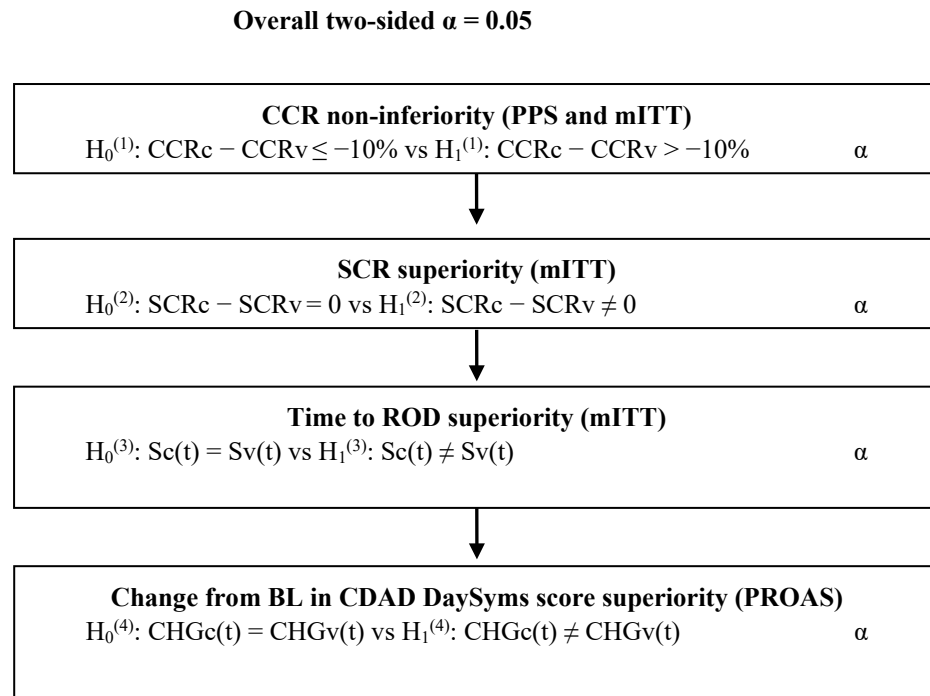 Overall two-sided α = 0.05
CCR non-inferiority (PPS and mITT)
H₀⁽¹⁾: CCRc − CCRv ≤ −10% vs H₁⁽¹⁾: CCRc − CCRv > −10% α
SCR superiority (mITT)
H₀⁽²⁾: SCRc − SCRv = 0 vs H₁⁽²⁾: SCRc − SCRv ≠ 0 α
Time to ROD superiority (mITT)
H₀⁽³⁾: Sc(t) = Sv(t) vs H₁⁽³⁾: Sc(t) ≠ Sv(t) α
Change from BL in CDAD DaySyms score superiority (PROAS)
H₀⁽⁴⁾: CHGc(t) = CHGv(t) vs H₁⁽⁴⁾: CHGc(t) ≠ CHGv(t) α